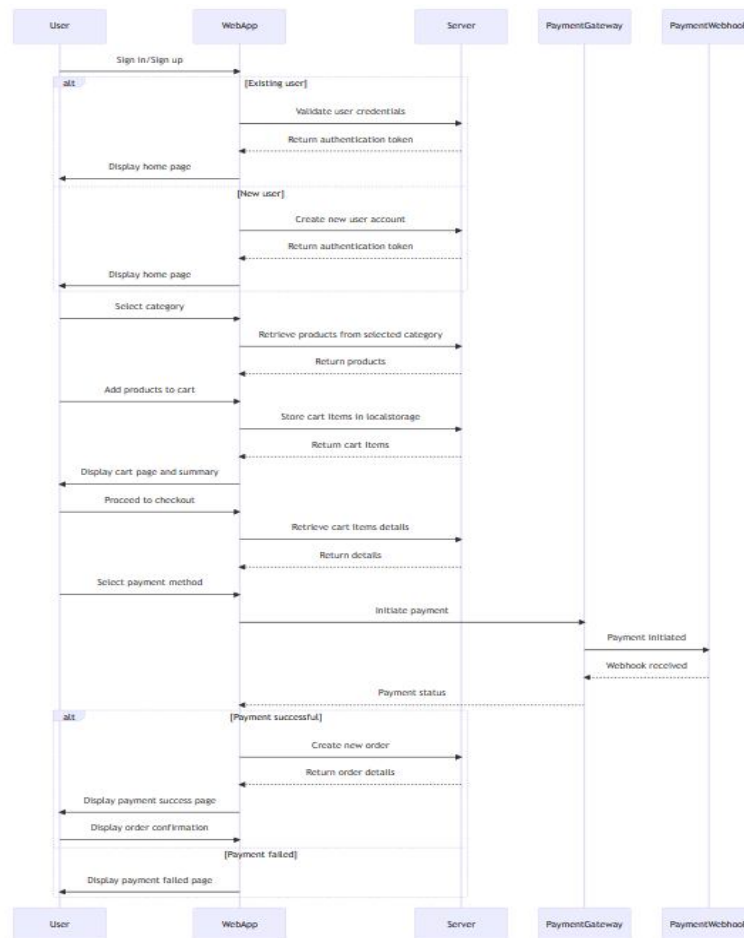 User WebApp Server PaymentGateway PaymentWebhook
Sign in/Sign up
alt [Existing user]
Validate user credentials
Return authentication token
Display home page
[New user]
Create new user account
Return authentication token
Display home page
Select category
Retrieve products from selected category
Return products
Add products to cart
Store cart items in localstorage
Return cart items
Display cart page and summary
Proceed to checkout
Retrieve cart items details
Return details
Select payment method
Initiate payment
Payment initiated
Webhook received
Payment status
alt [Payment successful]
Create new order
Return order details
Display payment success page
Display order confirmation
[Payment failed]
Display payment failed page
User WebApp Server PaymentGateway PaymentWebhook